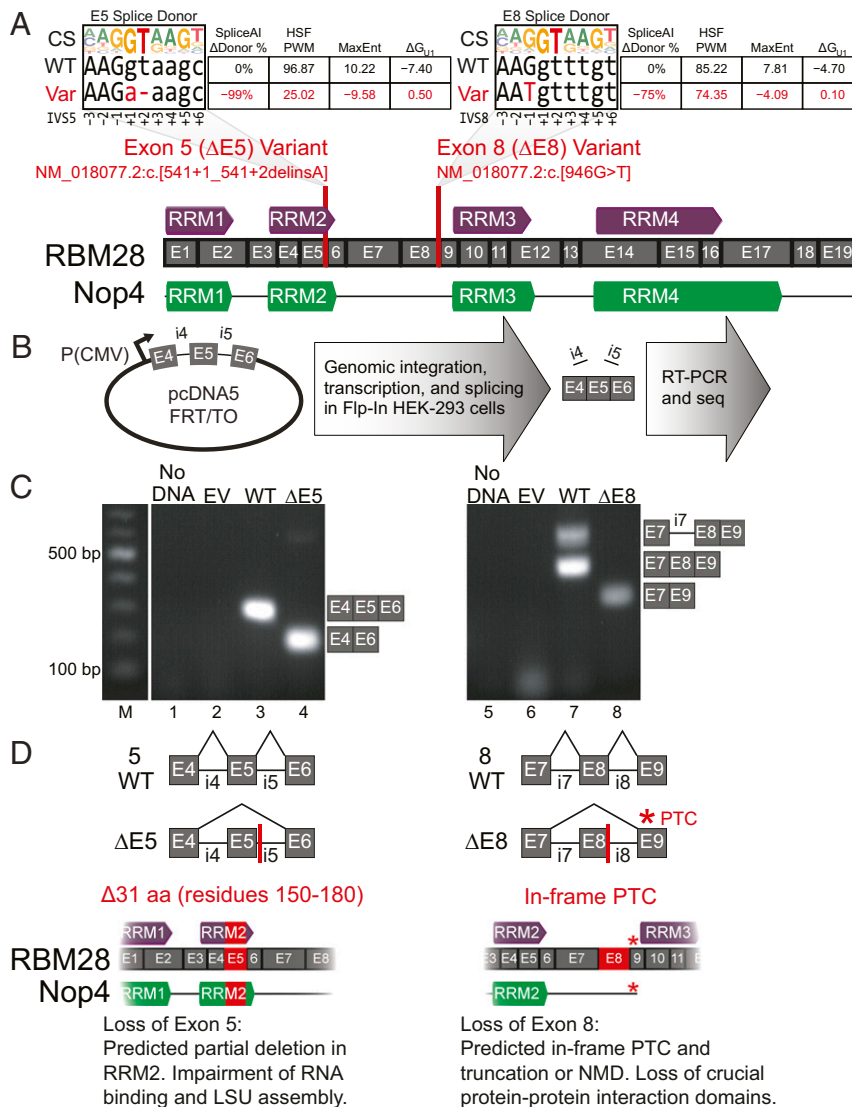 A
E5 Splice Donor
CS AAGGTAAGT
WT AAGgtaagc
Var AAGa-aagc
IVS5 -3 -2 -1 +1 +2 +3 +4 +5 +6
SpliceAI ΔDonor % HSF PWM MaxEnt ΔG U1
0% 96.87 10.22 −7.40
−99% 25.02 −9.58 0.50
E8 Splice Donor
CS AAGGTAAGT
WT AAGgtttgt
Var AATgtttgt
IVS8 -3 -2 -1 +1 +2 +3 +4 +5 +6
SpliceAI ΔDonor % HSF PWM MaxEnt ΔG U1
0% 85.22 7.81 −4.70
−75% 74.35 −4.09 0.10
Exon 5 (ΔE5) Variant
NM_018077.2:c.[541+1_541+2delinsA]
Exon 8 (ΔE8) Variant
NM_018077.2:c.[946G>T]
RRM1 RRM2 RRM3 RRM4
RBM28 E1 E2 E3 E4 E5 6 E7 E8 9 10 11 E12 13 E14 E15 16 E17 18 E19
Nop4 RRM1 RRM2 RRM3 RRM4
B
P(CMV)
E4 i4 E5 i5 E6
pcDNA5
FRT/TO
Genomic integration,
transcription, and splicing
in Flp-In HEK-293 cells
i4 i5
E4 E5 E6
RT-PCR
and seq
C
No DNA EV WT ΔE5
500 bp
100 bp
M 1 2 3 4
E4 E5 E6
E4 E6
No DNA EV WT ΔE8
5 6 7 8
E7 i7 E8 E9
E7 E8 E9
E7 E9
D
5 WT
E4 i4 E5 i5 E6
ΔE5
E4 i4 E5 i5 E6
Δ31 aa (residues 150-180)
RRM1 RRM2
RBM28 E1 E2 E3 E4 E5 6 E7 E8
Nop4 RRM1 RRM2
Loss of Exon 5:
Predicted partial deletion in
RRM2. Impairment of RNA
binding and LSU assembly.
8 WT
E7 i7 E8 i8 E9
ΔE8
E7 i7 E8 i8 E9
* PTC
In-frame PTC
RRM2 * RRM3
E3 E4 E5 6 E7 E8 9 10 11
RRM2 *
Loss of Exon 8:
Predicted in-frame PTC and
truncation or NMD. Loss of crucial
protein-protein interaction domains.